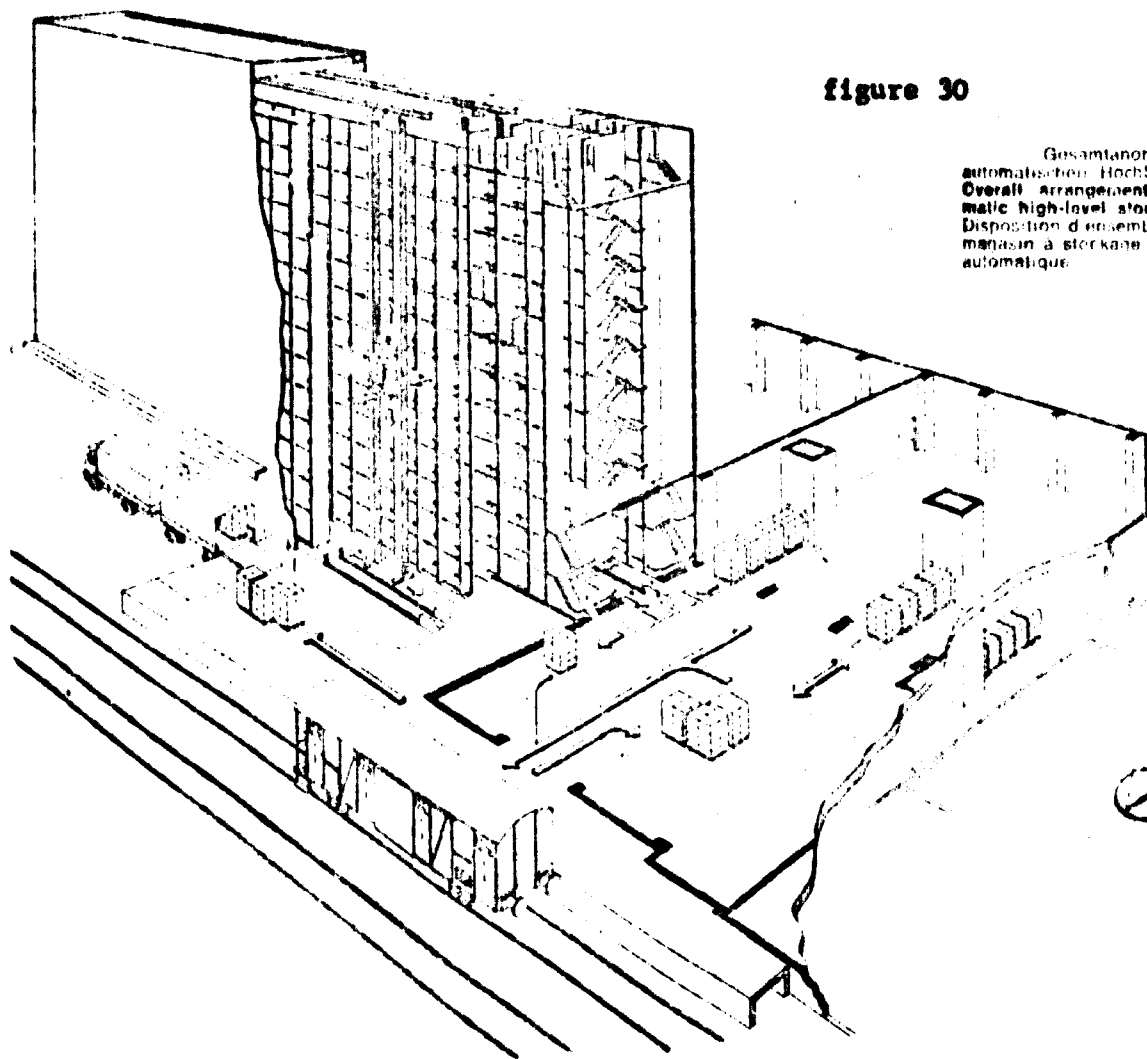 figure 30
Gesamtanor
automatischen Hoch
Overall arrangement
matic high-level stor
Disposition d'ensemb
magasin à stockage
automatique